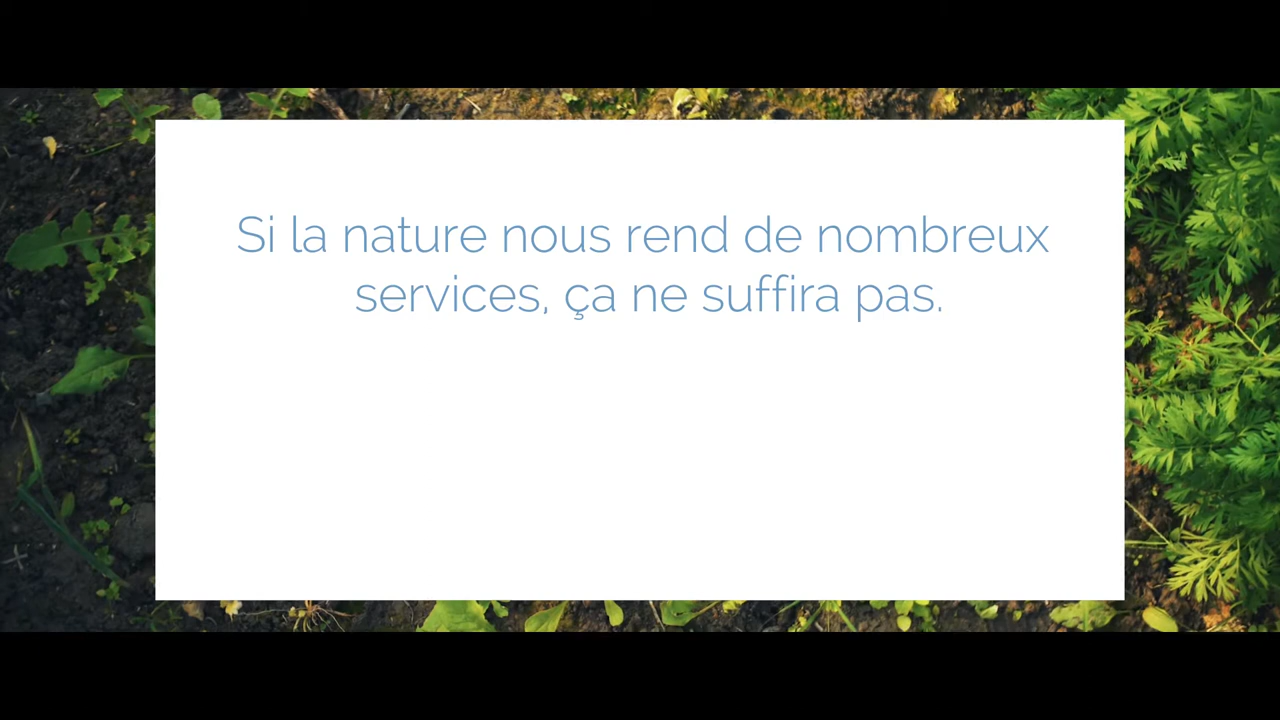 Si la nature nous rend de nombreux
services, ça ne suffira pas.